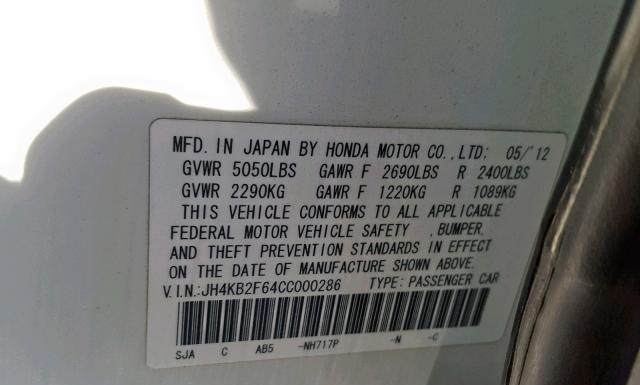 MFD. IN JAPAN BY HONDA MOTOR CO.,LTD: 05/'12
GVWR 5050LBS GAWR F 2690LBS R 2400LBS
GVWR 2290KG GAWR F 1220KG R 1089KG
THIS VEHICLE CONFORMS TO ALL APPLICABLE
FEDERAL MOTOR VEHICLE SAFETY ,BUMPER,
AND THEFT PREVENTION STANDARDS IN EFFECT
ON THE DATE OF MANUFACTURE SHOWN ABOVE.
V.I.N.:JH4KB2F64CC000286 TYPE: PASSENGER CAR
SJA C AB5 -NH717P -N -C